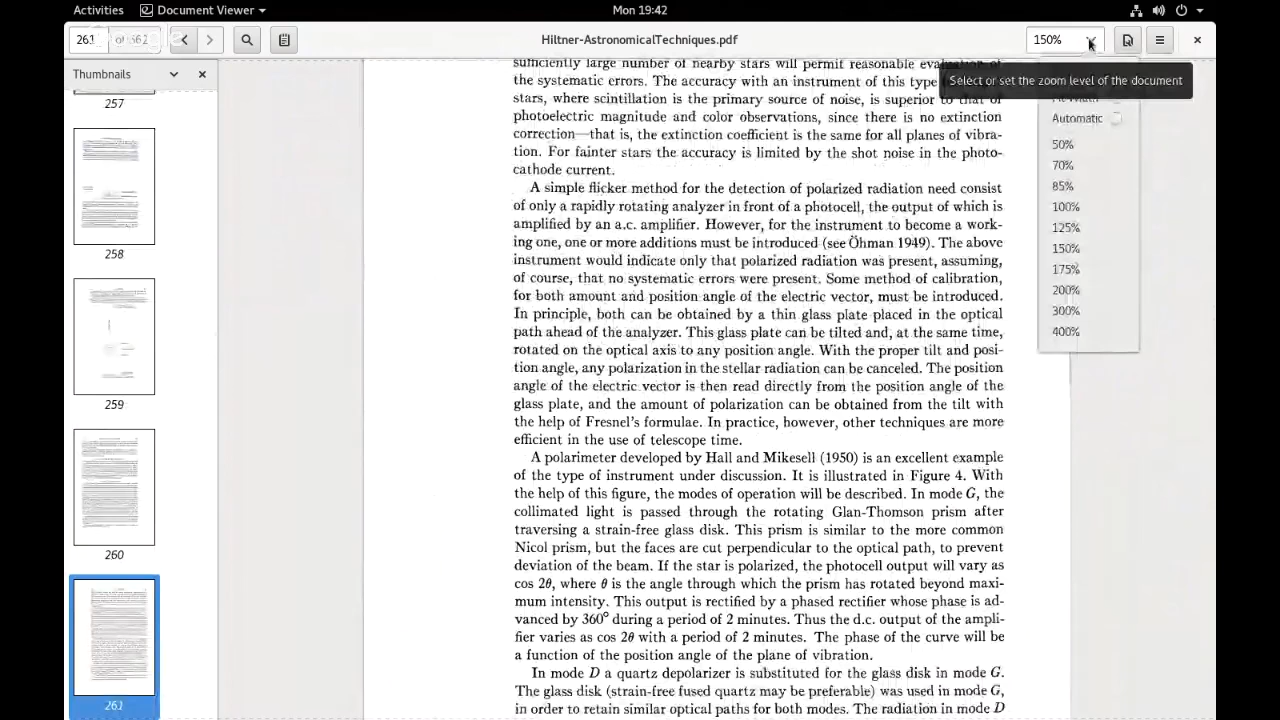 Activities
Document Viewer
Mon 19:42
261
of 562
Hiltner-AstronomicalTechniques.pdf
150%
Thumbnails
Select or set the zoom level of the document
257
258
259
260
261
Automatic
50%
70%
85%
100%
125%
150%
175%
200%
300%
400%
sufficiently large number of nearby stars will permit reasonable
the systematic errors. The accuracy with an instrument of this type
stars, where scintillation is the primary source of noise, is superior to that of
photoelectric magnitude and color observations, since there is no extinction
correction—that is, the extinction coefficient is the same for all planes of vibra-
tion. For fainter stars the accuracy is limited by the shot noise in the photo-
cathode current.
A simple flicker method for the detection of polarized radiation need consist
of only a rapidly rotating analyzer in front of a photocell, the output of which is
amplified by an a.c. amplifier. However, for the instrument to become a work-
ing one, one or more additions must be introduced (see Öhman 1949). The above
instrument would indicate only that polarized radiation was present, assuming,
of course, that no systematic errors were present. Some method of calibration,
for both amount and position angle of the electric vector, must be introduced.
In principle, both can be obtained by a thin glass plate placed in the optical
path ahead of the analyzer. This glass plate can be tilted and, at the same time,
rotated on the optical axis to any position angle. With the proper tilt and posi-
tion angle, any polarization in the stellar radiation can be canceled. The position
angle of the electric vector is then read directly from the position angle of the
glass plate, and the amount of polarization can be obtained from the tilt with
the help of Fresnel's formulae. In practice, however, other techniques are more
efficient in the use of telescope time.
A polarimeter developed by Hall and Mikesell (1950) is an excellent example
of the type of instrument under discussion. It is illustrated in Figure 4. With
the help of this figure, the modes of operation will be described. In mode G, the
collimated light is passed through the rotating Glan-Thomson prism after
traversing a strain-free glass disk. This prism is similar to the more common
Nicol prism, but the faces are cut perpendicular to the optical path, to prevent
deviation of the beam. If the star is polarized, the photocell output will vary as
cos 2θ, where θ is the angle through which the prism has rotated beyond maxi-
mum intensity. This output is rectified by a phased rectifier whose phase is ad-
vanced by 360° during a period of 2 minutes. Thus the d.c. output of the ampli-
fier varies as cos 2θ with a period of 2 minutes. The phase of the curve will be
a function of the position angle of the plane of vibration.
In mode D a quartz depolarizer is substituted for the glass disk in mode G.
The glass disk (strain-free fused quartz may be preferable) was used in mode G,
in order to retain similar optical paths for both modes. The radiation in mode D